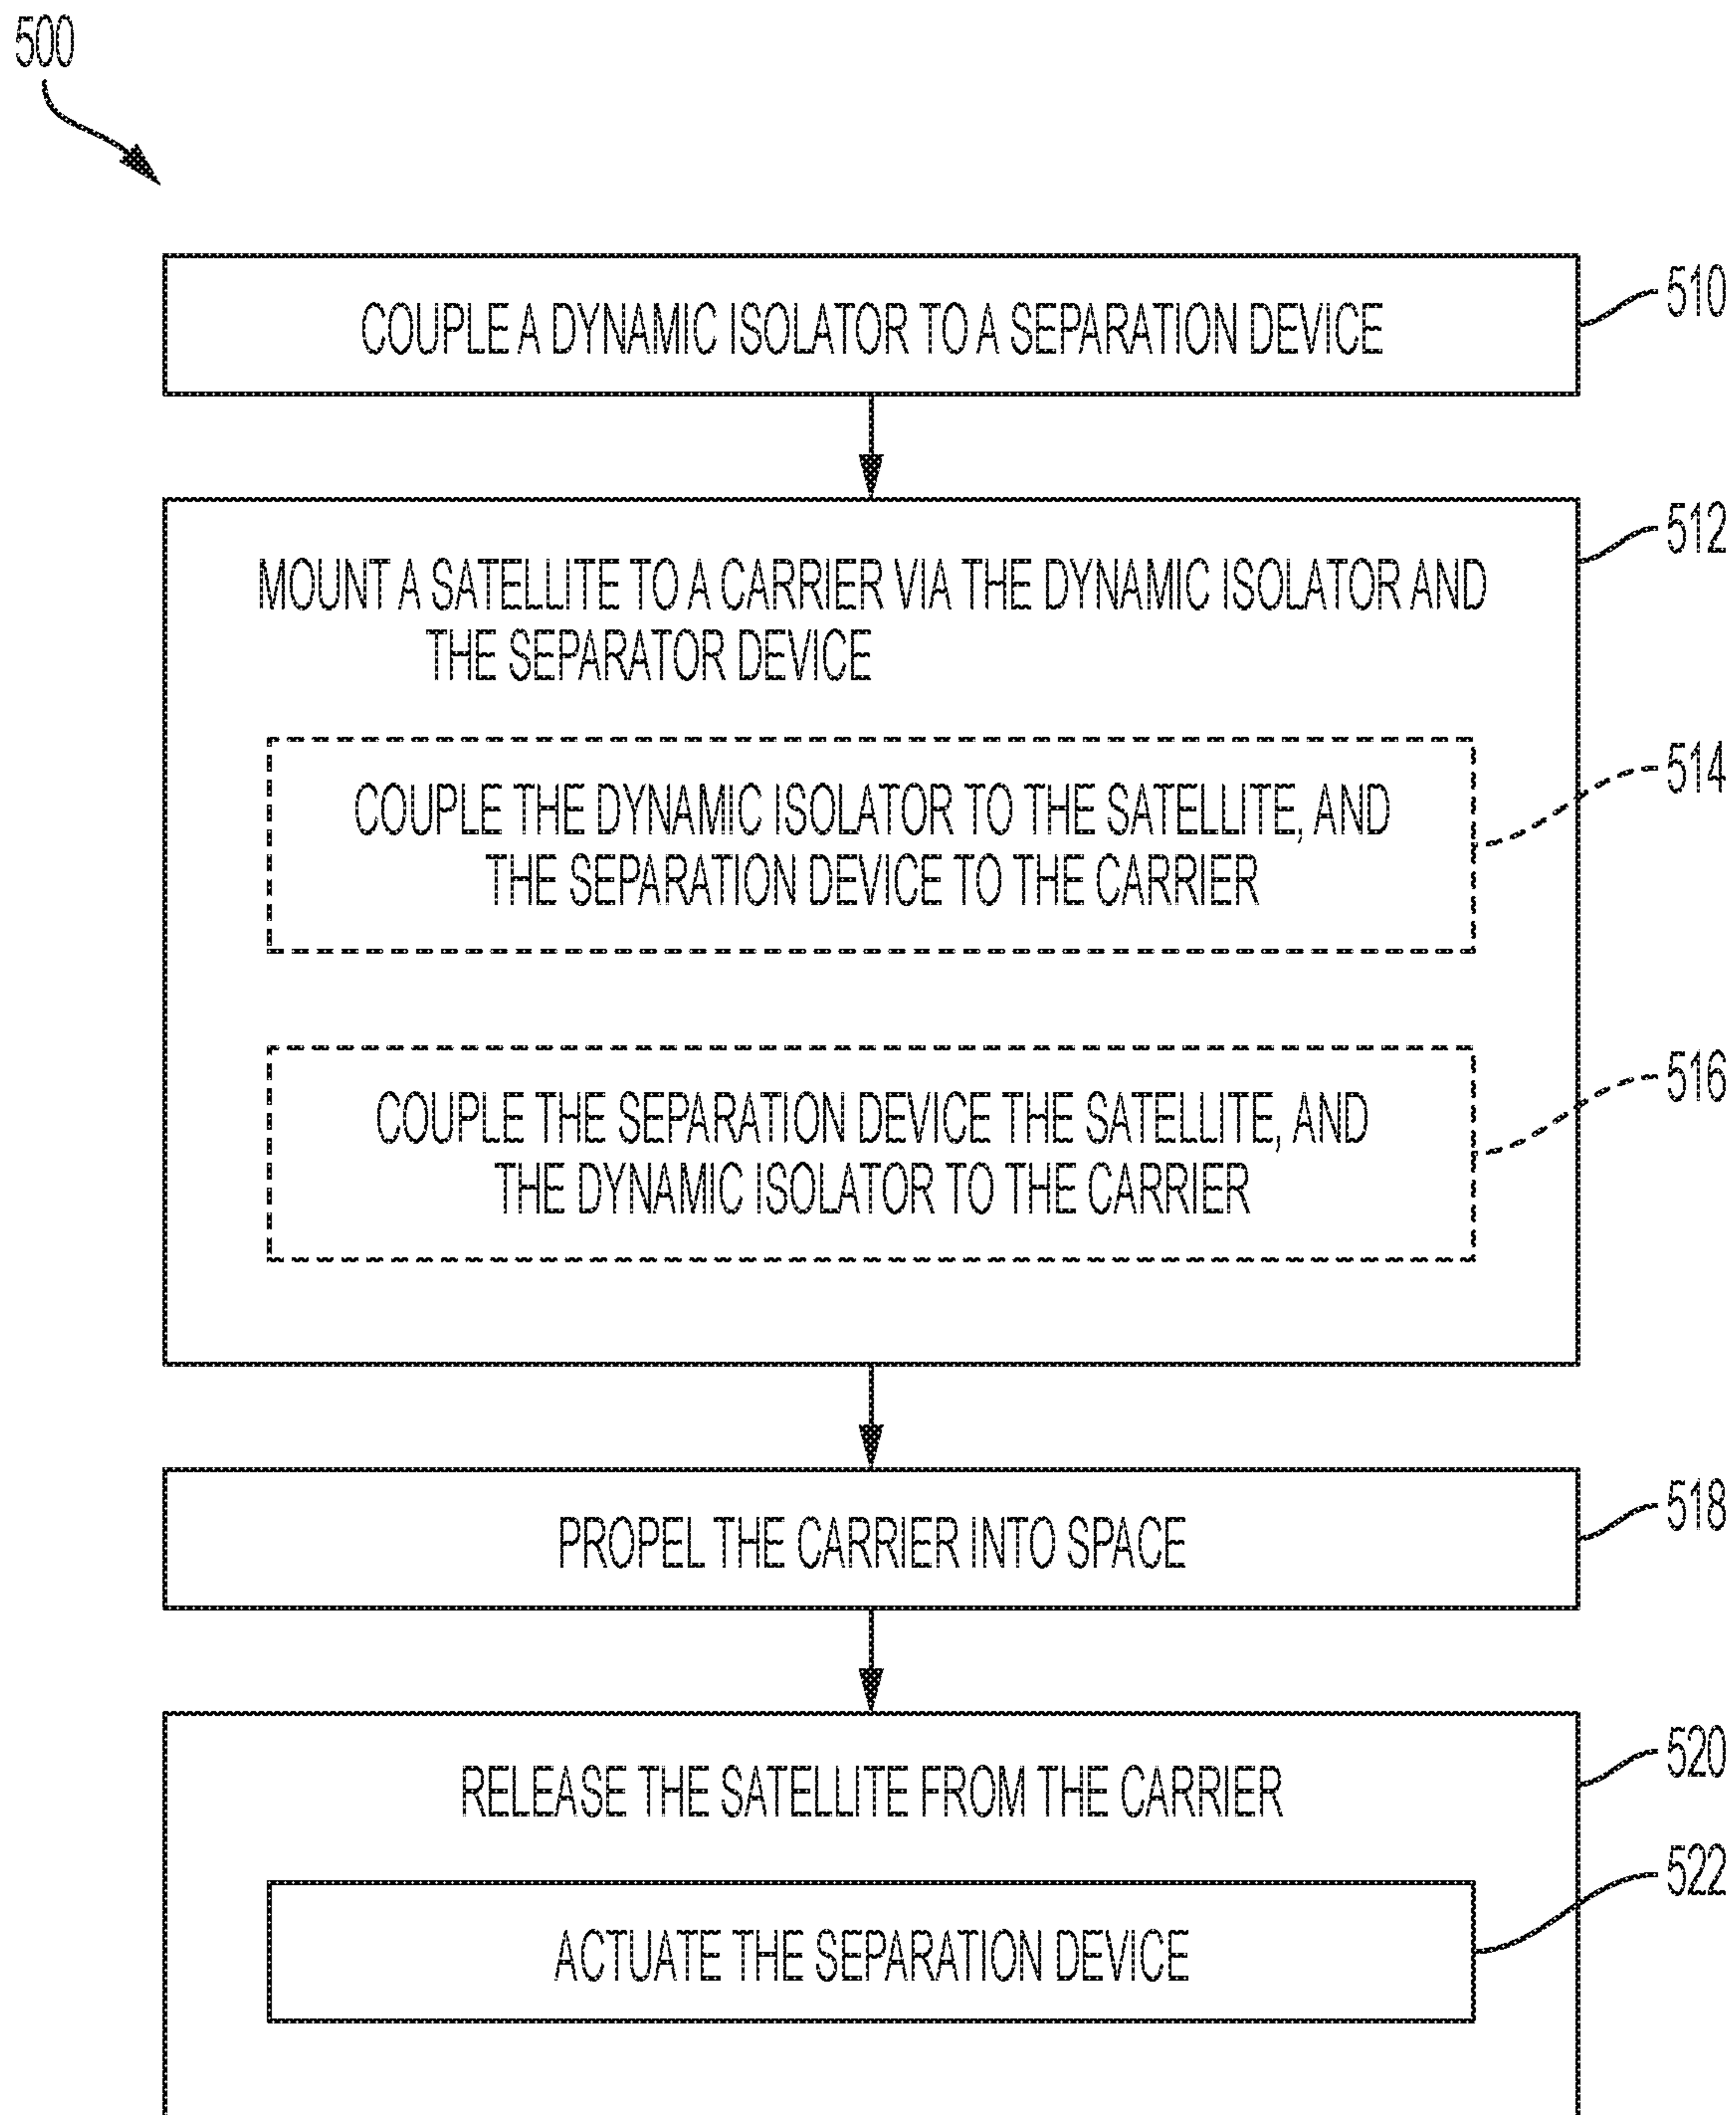 500
COUPLE A DYNAMIC ISOLATOR TO A SEPARATION DEVICE
510
512
MOUNT A SATELLITE TO A CARRIER VIA THE DYNAMIC ISOLATOR AND
THE SEPARATOR DEVICE
514
COUPLE THE DYNAMIC ISOLATOR TO THE SATELLITE, AND
THE SEPARATION DEVICE TO THE CARRIER
516
COUPLE THE SEPARATION DEVICE THE SATELLITE, AND
THE DYNAMIC ISOLATOR TO THE CARRIER
518
PROPEL THE CARRIER INTO SPACE
520
RELEASE THE SATELLITE FROM THE CARRIER
522
ACTUATE THE SEPARATION DEVICE